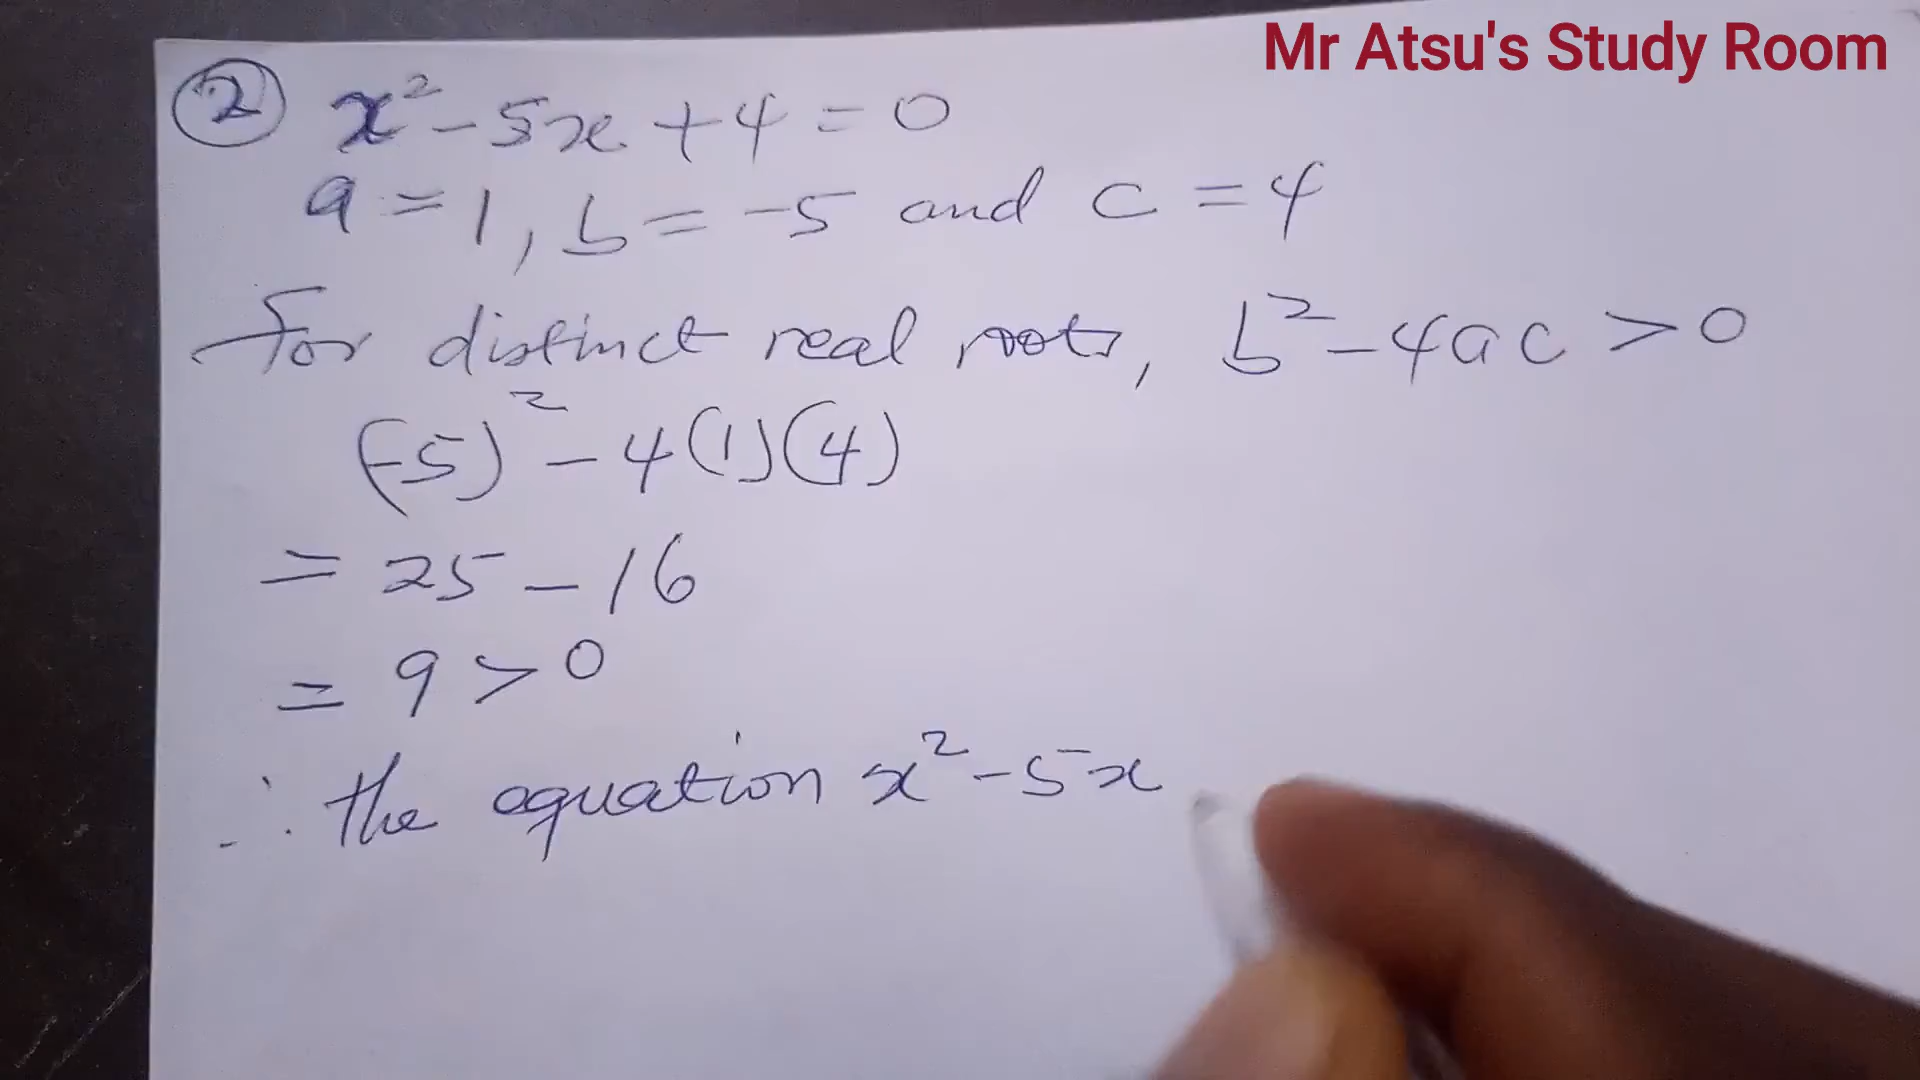 Mr Atsu's Study Room
② x² - 5x + 4 = 0
a = 1, b = -5 and c = 4
For distinct real roots, b² - 4ac > 0
(-5)² - 4(1)(4)
= 25 - 16
= 9 > 0
∴ the equation x² - 5x